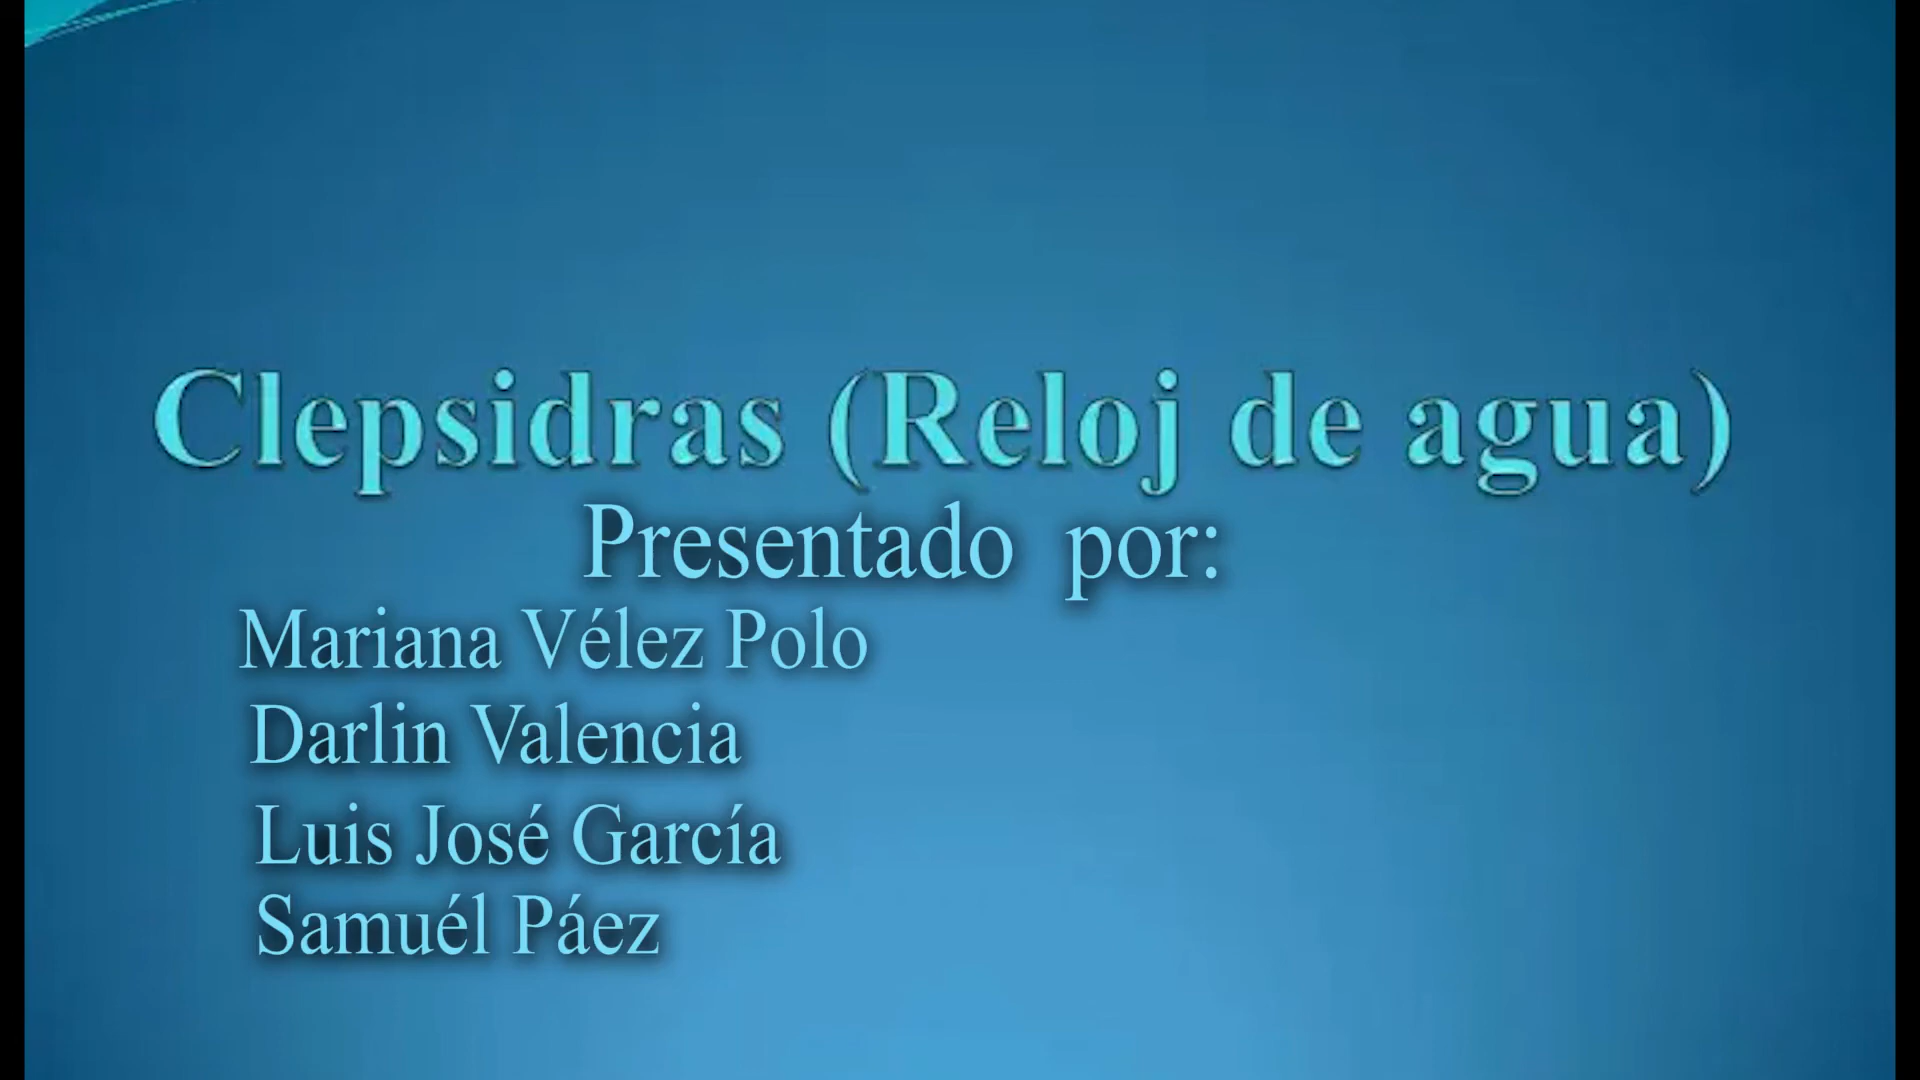 Clepsidras (Reloj de agua)
Presentado por:
Mariana Vélez Polo
Darlin Valencia
Luis José García
Samuél Páez